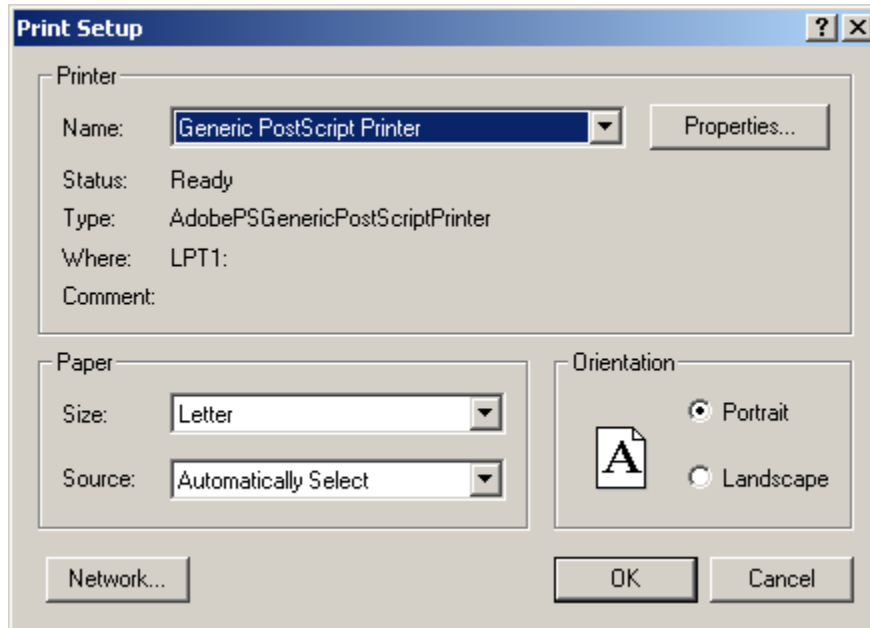 Print Setup
Printer
Name: Generic PostScript Printer Properties...
Status: Ready
Type: AdobePSGenericPostScriptPrinter
Where: LPT1:
Comment:
Paper
Size: Letter
Source: Automatically Select
Orientation
A
Portrait
Landscape
Network... OK Cancel